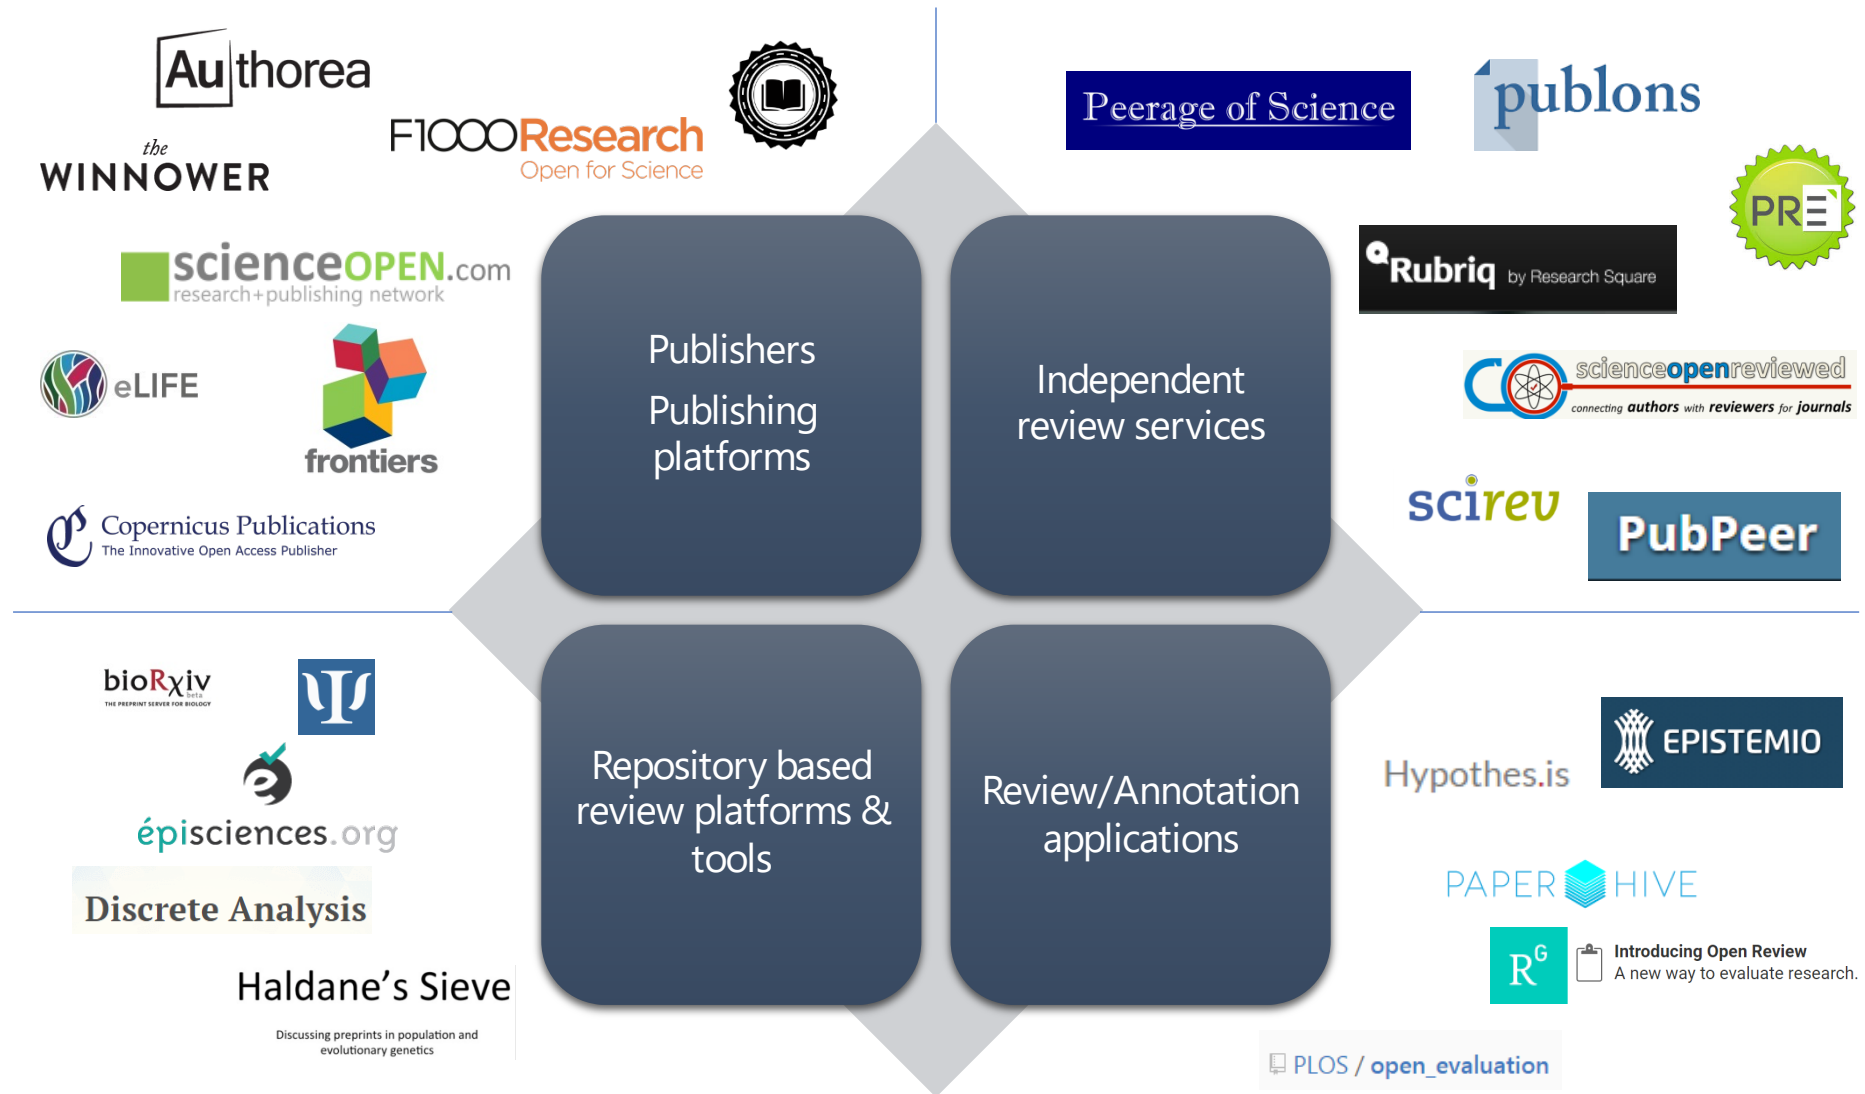 Authorea
the
WINNOWER
F1000Research
Open for Science
scienceOPEN.com
research+publishing network
eLIFE
frontiers
Copernicus Publications
The Innovative Open Access Publisher
Publishers
Publishing
platforms
Peerage of Science
publons
PRE
Rubriq by Research Square
scienceopenreviewed
connecting authors with reviewers for journals
scirev
PubPeer
Independent
review services
bioRχiv
beta
THE PREPRINT SERVER FOR BIOLOGY
Ψ
e
épisciences.org
Discrete Analysis
Haldane’s Sieve
Discussing preprints in population and
evolutionary genetics
Repository based
review platforms &
tools
Review/Annotation
applications
EPISTEMIO
Hypothes.is
PAPER HIVE
RG
Introducing Open Review
A new way to evaluate research.
PLOS / open_evaluation